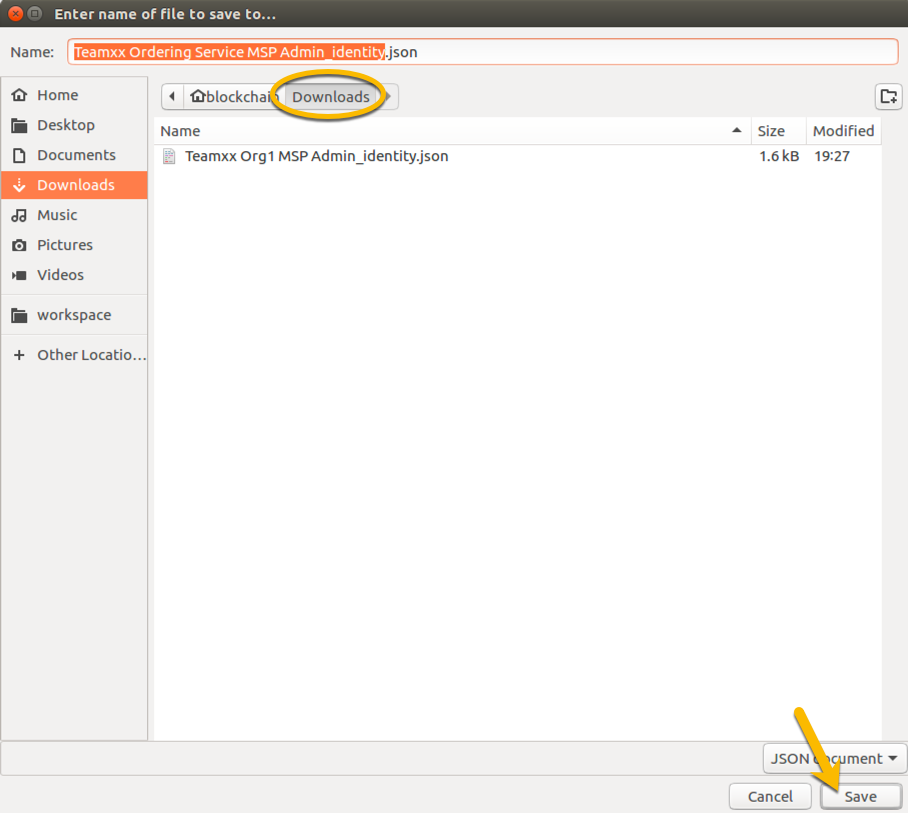 Enter name of file to save to...
Name: Teamxx Ordering Service MSP Admin_identity.json
Home
Desktop
Documents
Downloads
Music
Pictures
Videos
workspace
Other Locatio...
blockchain Downloads
Name Size Modified
Teamxx Org1 MSP Admin_identity.json 1.6 kB 19:27
JSON Document
Cancel Save